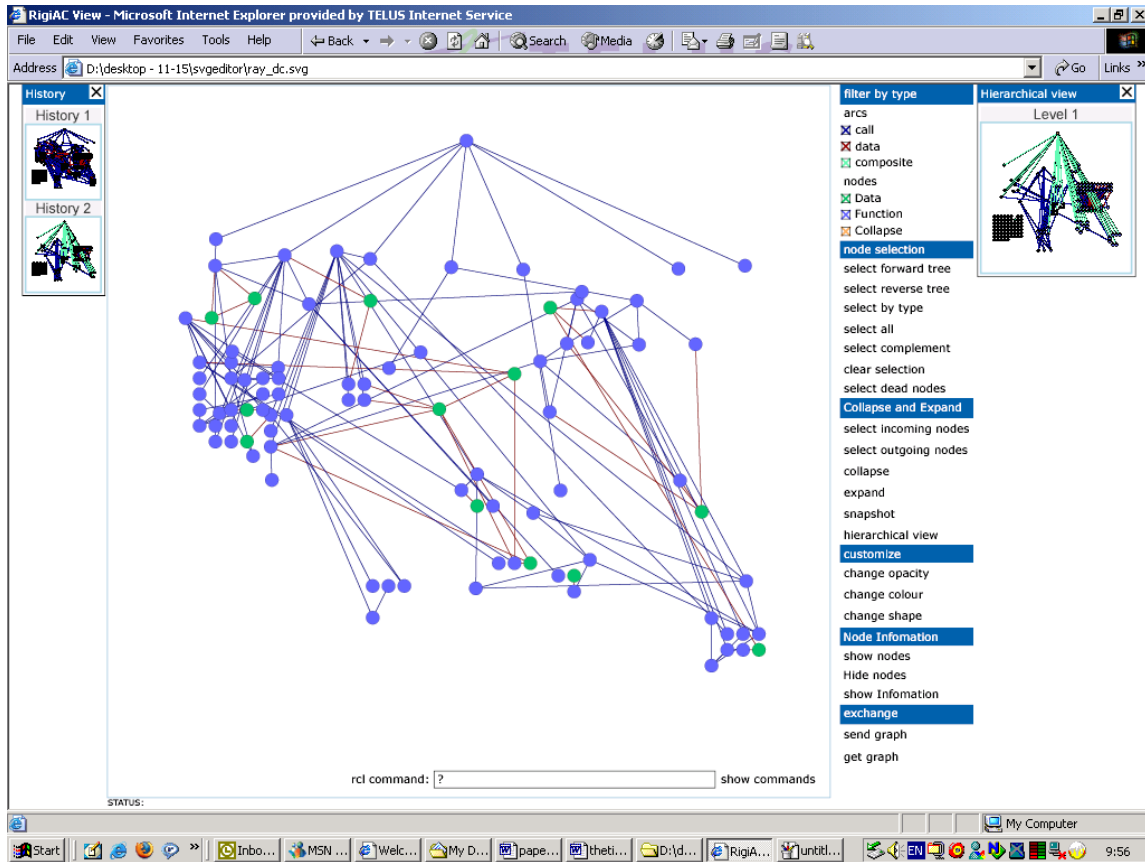 RigiAC View - Microsoft Internet Explorer provided by TELUS Internet Service
File Edit View Favorites Tools Help Back Search Media
Address D:\desktop - 11-15\svgeditor\ray_dc.svg Go Links »
History
History 1
History 2
filter by type
arcs
call
data
composite
nodes
Data
Function
Collapse
node selection
select forward tree
select reverse tree
select by type
select all
select complement
clear selection
select dead nodes
Collapse and Expand
select incoming nodes
select outgoing nodes
collapse
expand
snapshot
hierarchical view
customize
change opacity
change colour
change shape
Node Infomation
show nodes
Hide nodes
show Infomation
exchange
send graph
get graph
Hierarchical view
Level 1
rcl command: ? show commands
STATUS:
My Computer
Start » Inbo... MSN ... Welc... My D... pape... theti... D:\d... RigiA... untitl... EN 9:56